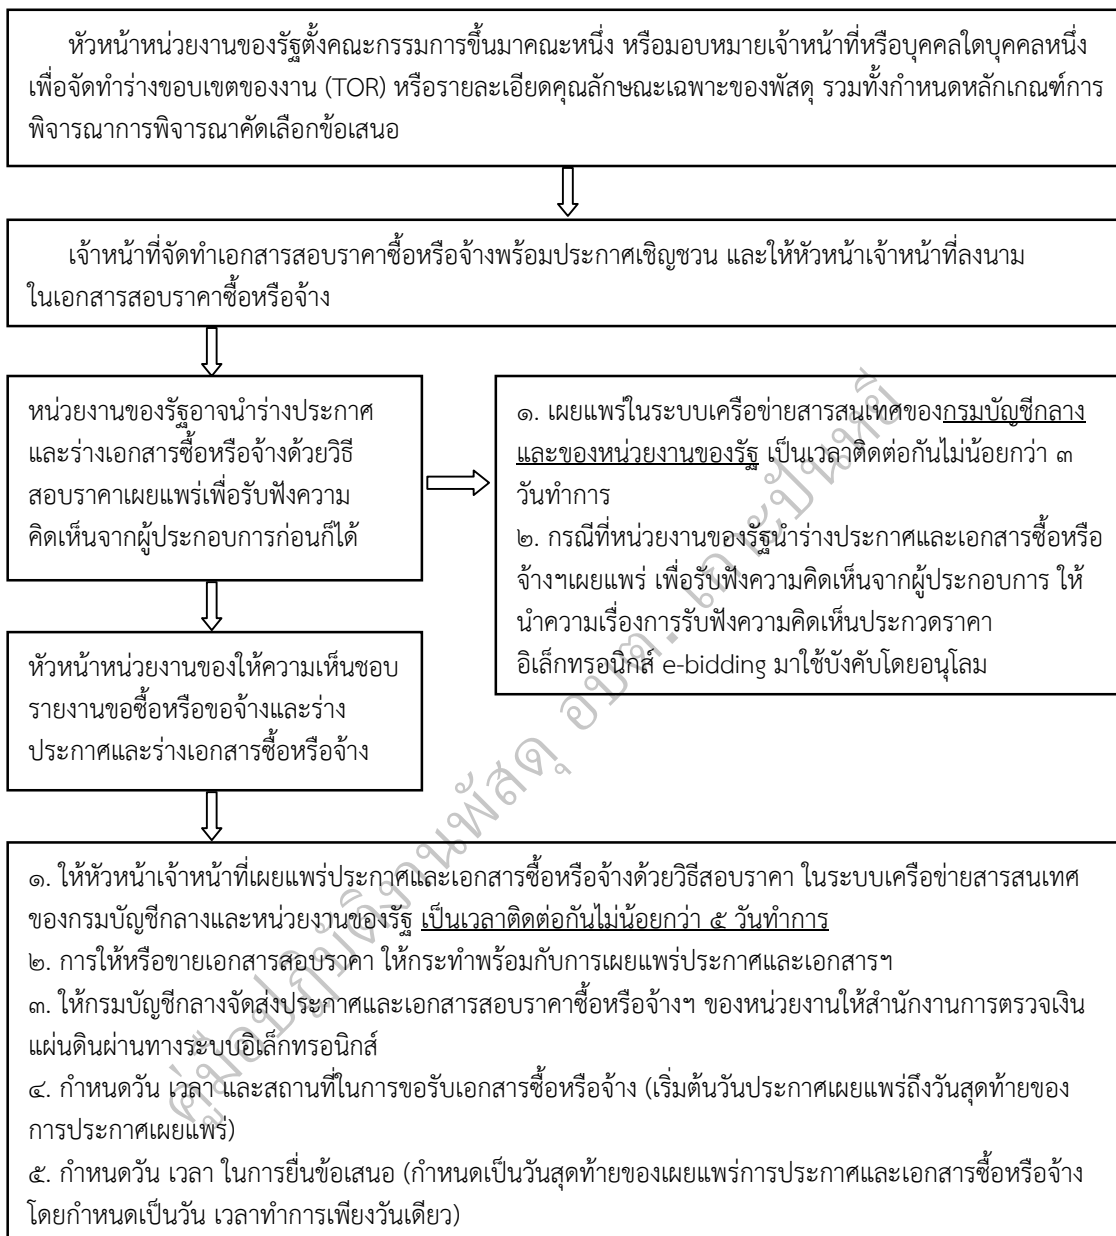 หัวหน้าหน่วยงานของรัฐตั้งคณะกรรมการขึ้นมาคณะหนึ่ง หรือมอบหมายเจ้าหน้าที่หรือบุคคลใดบุคคลหนึ่ง
เพื่อจัดทำร่างขอบเขตของงาน (TOR) หรือรายละเอียดคุณลักษณะเฉพาะของพัสดุ รวมทั้งกำหนดหลักเกณฑ์การ
พิจารณาการพิจารณาคัดเลือกข้อเสนอ
เจ้าหน้าที่จัดทำเอกสารสอบราคาซื้อหรือจ้างพร้อมประกาศเชิญชวน และให้หัวหน้าเจ้าหน้าที่ลงนาม
ในเอกสารสอบราคาซื้อหรือจ้าง
หน่วยงานของรัฐอาจนำร่างประกาศ
และร่างเอกสารซื้อหรือจ้างด้วยวิธี
สอบราคาเผยแพร่เพื่อรับฟังความ
คิดเห็นจากผู้ประกอบการก่อนก็ได้
๑. เผยแพร่ในระบบเครือข่ายสารสนเทศของกรมบัญชีกลาง
และของหน่วยงานของรัฐ เป็นเวลาติดต่อกันไม่น้อยกว่า ๓
วันทำการ
๒. กรณีที่หน่วยงานของรัฐนำร่างประกาศและเอกสารซื้อหรือ
จ้างฯเผยแพร่ เพื่อรับฟังความคิดเห็นจากผู้ประกอบการ ให้
นำความเรื่องการรับฟังความคิดเห็นประกวดราคา
อิเล็กทรอนิกส์ e-bidding มาใช้บังคับโดยอนุโลม
หัวหน้าหน่วยงานของให้ความเห็นชอบ
รายงานขอซื้อหรือขอจ้างและร่าง
ประกาศและร่างเอกสารซื้อหรือจ้าง
๑. ให้หัวหน้าเจ้าหน้าที่เผยแพร่ประกาศและเอกสารซื้อหรือจ้างด้วยวิธีสอบราคา ในระบบเครือข่ายสารสนเทศ
ของกรมบัญชีกลางและหน่วยงานของรัฐ เป็นเวลาติดต่อกันไม่น้อยกว่า ๕ วันทำการ
๒. การให้หรือขายเอกสารสอบราคา ให้กระทำพร้อมกับการเผยแพร่ประกาศและเอกสารฯ
๓. ให้กรมบัญชีกลางจัดส่งประกาศและเอกสารสอบราคาซื้อหรือจ้างฯ ของหน่วยงานให้สำนักงานการตรวจเงิน
แผ่นดินผ่านทางระบบอิเล็กทรอนิกส์
๔. กำหนดวัน เวลา และสถานที่ในการขอรับเอกสารซื้อหรือจ้าง (เริ่มต้นวันประกาศเผยแพร่ถึงวันสุดท้ายของ
การประกาศเผยแพร่)
๕. กำหนดวัน เวลา ในการยื่นข้อเสนอ (กำหนดเป็นวันสุดท้ายของเผยแพร่การประกาศและเอกสารซื้อหรือจ้าง
โดยกำหนดเป็นวัน เวลาทำการเพียงวันเดียว)
คู่มือปฏิบัติงานพัสดุ อบต. เกาะปันหยี